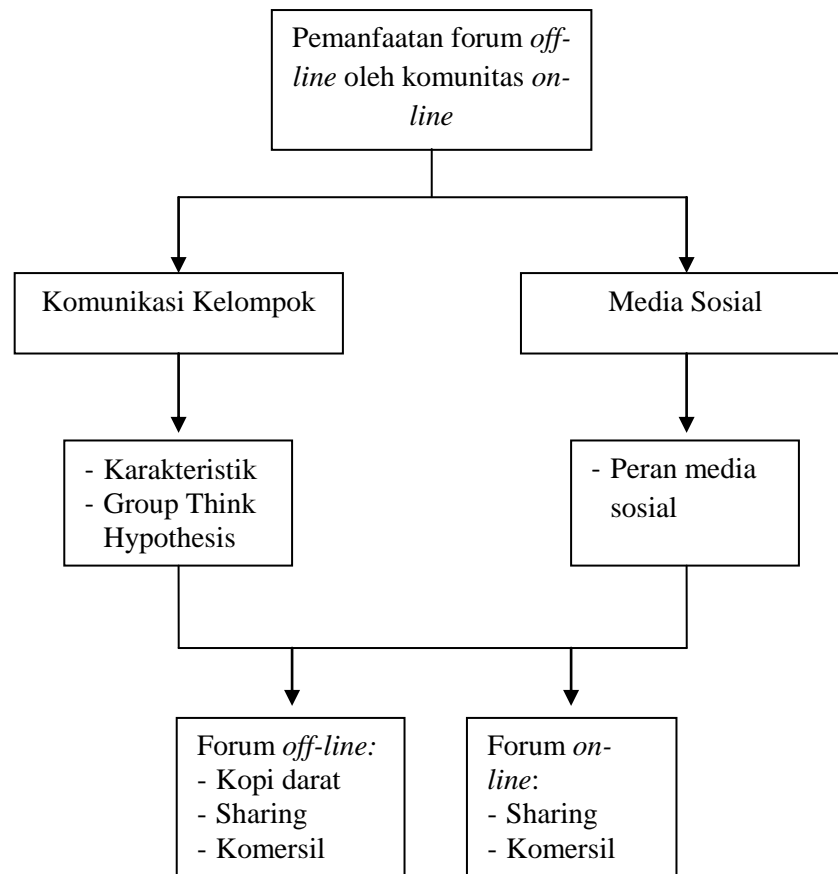 Pemanfaatan forum off-
line oleh komunitas on-
line
Komunikasi Kelompok
Media Sosial
- Karakteristik
- Group Think
Hypothesis
- Peran media
sosial
Forum off-line:
- Kopi darat
- Sharing
- Komersil
Forum on-
line:
- Sharing
- Komersil